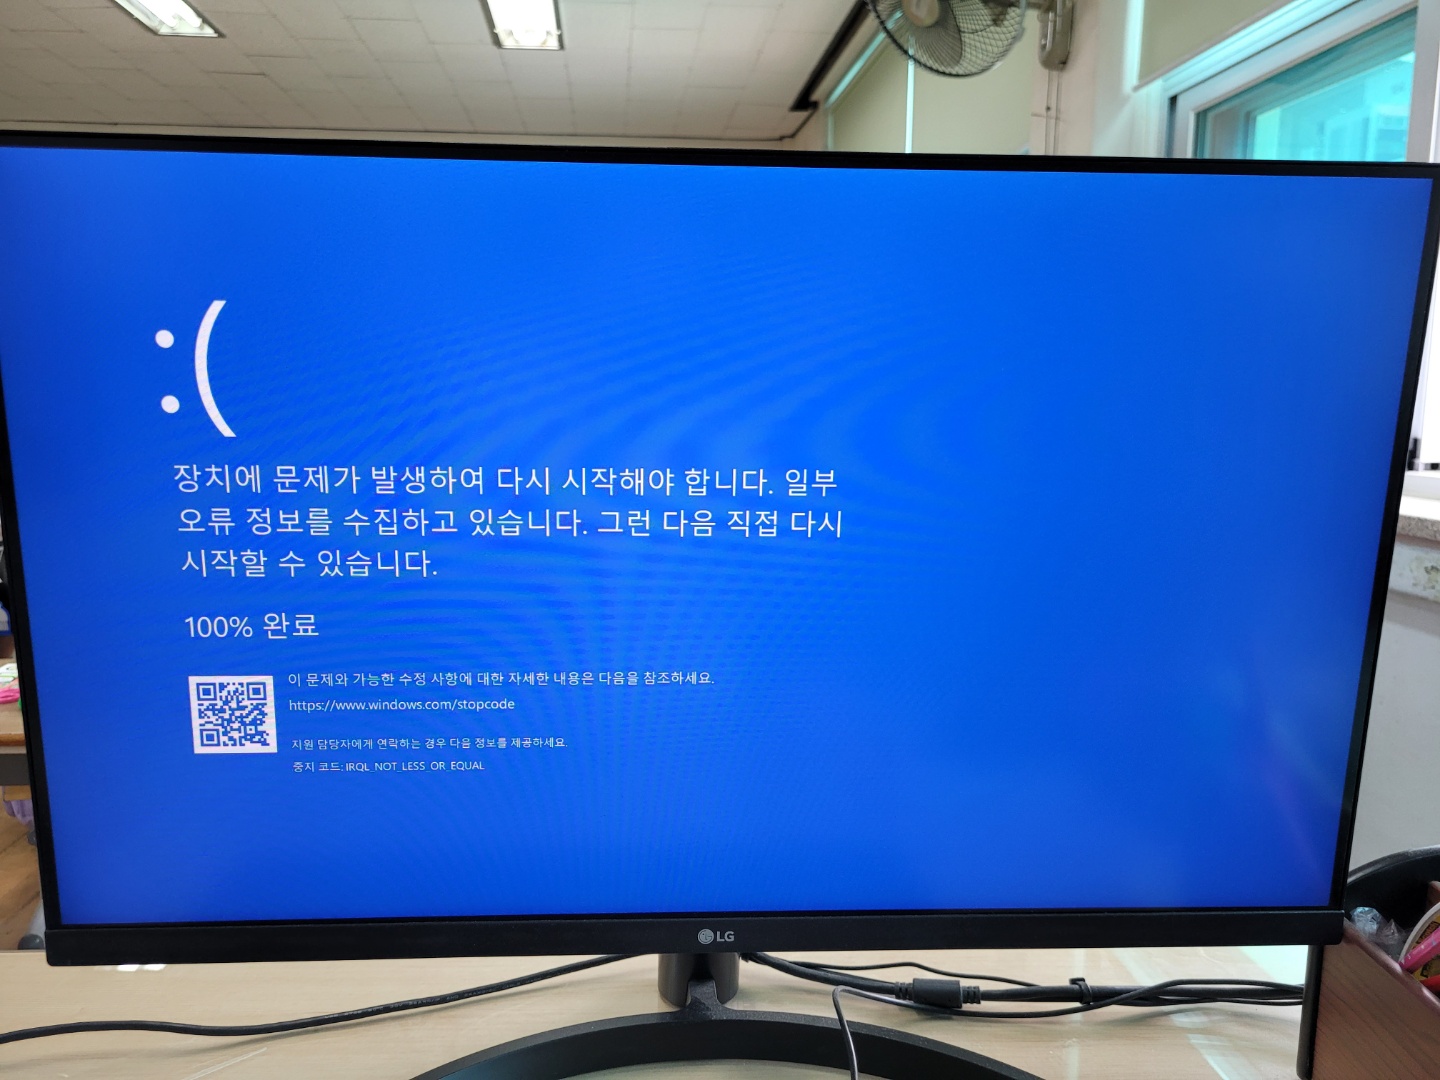 :(
장치에 문제가 발생하여 다시 시작해야 합니다. 일부
오류 정보를 수집하고 있습니다. 그런 다음 직접 다시
시작할 수 있습니다.
100% 완료
이 문제와 가능한 수정 사항에 대한 자세한 내용은 다음을 참조하세요.
https://www.windows.com/stopcode
지원 담당자에게 연락하는 경우 다음 정보를 제공하세요.
중지 코드: IRQL_NOT_LESS_OR_EQUAL
LG